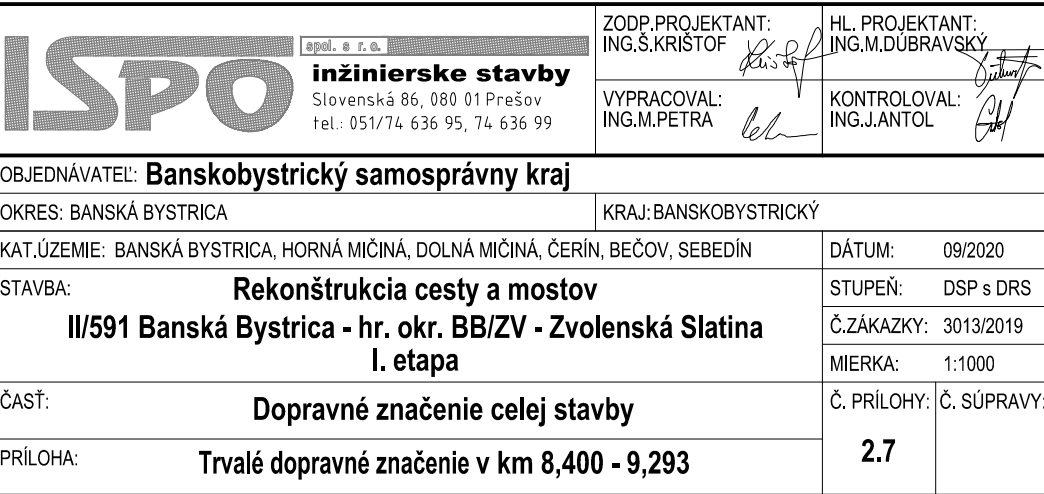 ISPO
spol. s r.o.
inžinierske stavby
Slovenská 86, 080 01 Prešov
tel.: 051/74 636 95, 74 636 99
ZODP.PROJEKTANT:
ING.Š.KRIŠTOF
HL. PROJEKTANT:
ING.M.DÚBRAVSKÝ
VYPRACOVAL:
ING.M.PETRA
KONTROLOVAL:
ING.J.ANTOL
OBJEDNÁVATEĽ: Banskobystrický samosprávny kraj
OKRES: BANSKÁ BYSTRICA
KRAJ: BANSKOBYSTRICKÝ
KAT.ÚZEMIE: BANSKÁ BYSTRICA, HORNÁ MIČINÁ, DOLNÁ MIČINÁ, ČERÍN, BEČOV, SEBEDÍN
DÁTUM: 09/2020
STAVBA: Rekonštrukcia cesty a mostov
II/591 Banská Bystrica - hr. okr. BB/ZV - Zvolenská Slatina
I. etapa
STUPEŇ: DSP s DRS
Č.ZÁKAZKY: 3013/2019
MIERKA: 1:1000
ČASŤ: Dopravné značenie celej stavby
Č. PRÍLOHY: Č. SÚPRAVY:
2.7
PRÍLOHA: Trvalé dopravné značenie v km 8,400 - 9,293